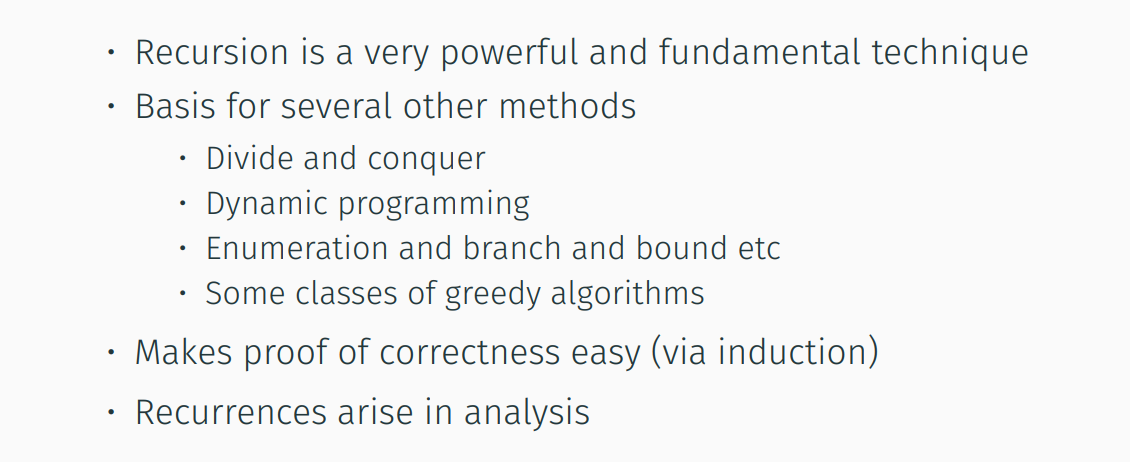 • Recursion is a very powerful and fundamental technique
• Basis for several other methods
• Divide and conquer
• Dynamic programming
• Enumeration and branch and bound etc
• Some classes of greedy algorithms
• Makes proof of correctness easy (via induction)
• Recurrences arise in analysis